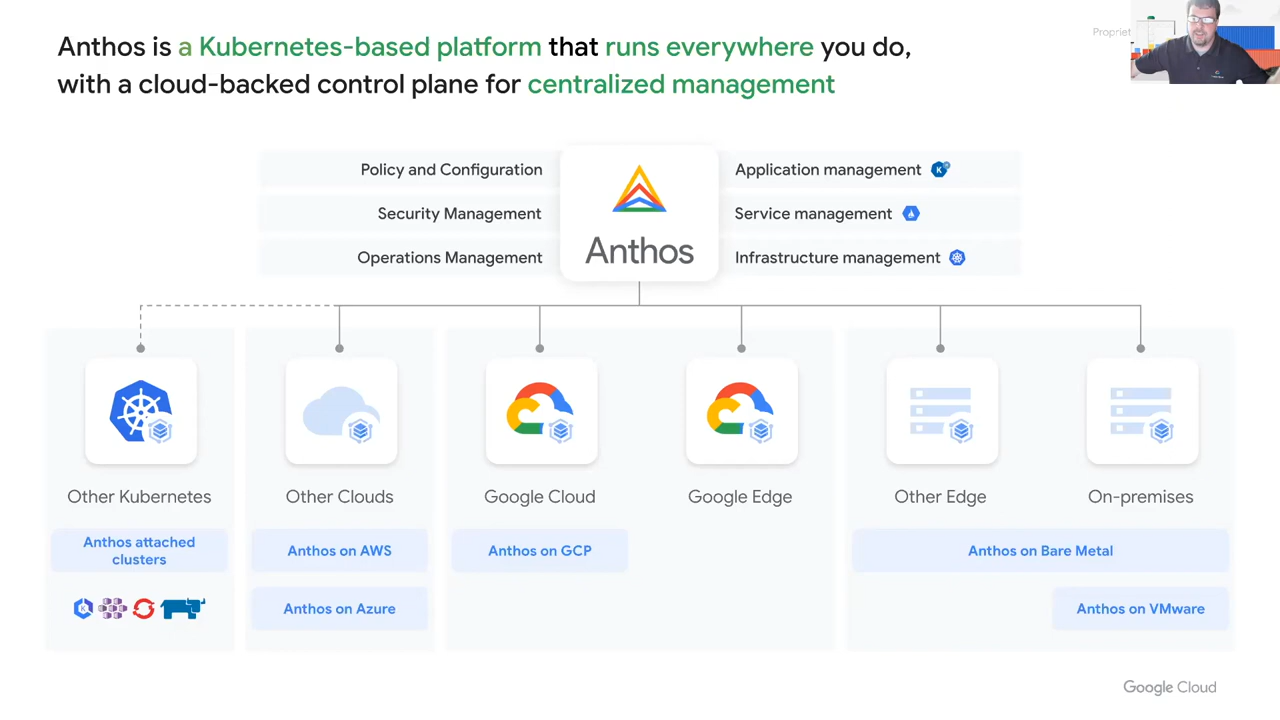 Anthos is a Kubernetes-based platform that runs everywhere you do,
with a cloud-backed control plane for centralized management
Propriet
Policy and Configuration
Security Management
Operations Management
Anthos
Application management
K
Service management
Infrastructure management
Other Kubernetes
Other Clouds
Google Cloud
Google Edge
Other Edge
On-premises
Anthos attached
clusters
Anthos on AWS
Anthos on GCP
Anthos on Bare Metal
K
Anthos on Azure
Anthos on VMware
Google Cloud